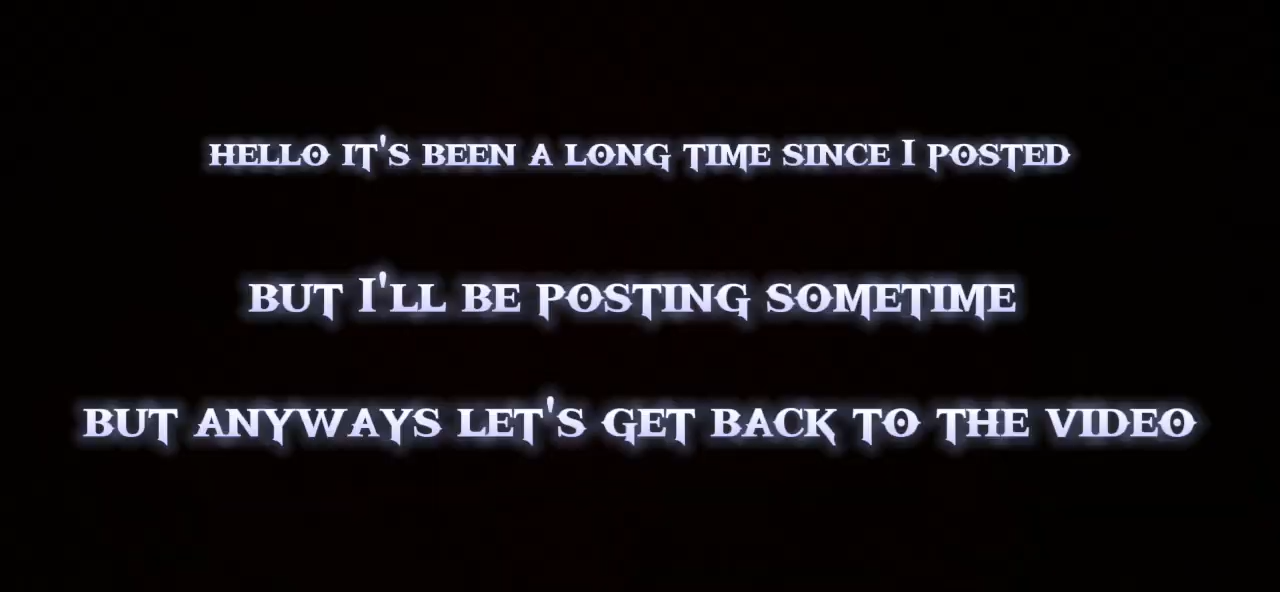 HELLO IT'S BEEN A LONG TIME SINCE I POSTED
BUT I'LL BE POSTING SOMETIME
BUT ANYWAYS LET'S GET BACK TO THE VIDEO